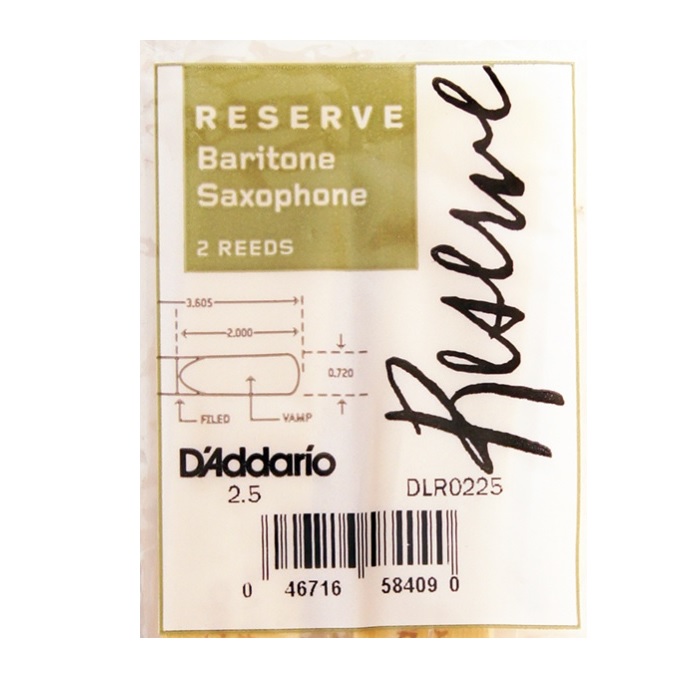 RESERVE
Baritone
Saxophone
2 REEDS
Reserve
3.605
2.000
0.720
FILED
VAMP
D'Addario
2.5
DLR0225
0 46716 58409 0